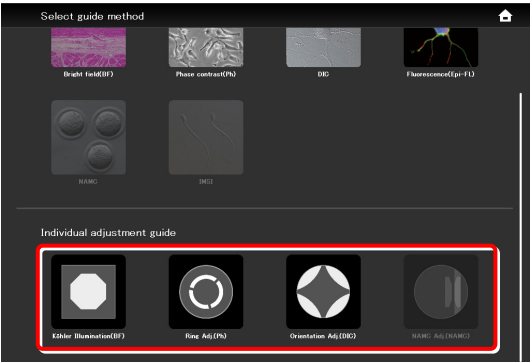 Select guide method
Bright field(BF)
Phase contrast(Ph)
DIC
Fluorescence(Epi-FL)
NAMC
IMSI
Individual adjustment guide
Köhler Illumination(BF)
Ring Adj.(Ph)
Orientation Adj.(DIC)
NAMC Adj.(NAMC)